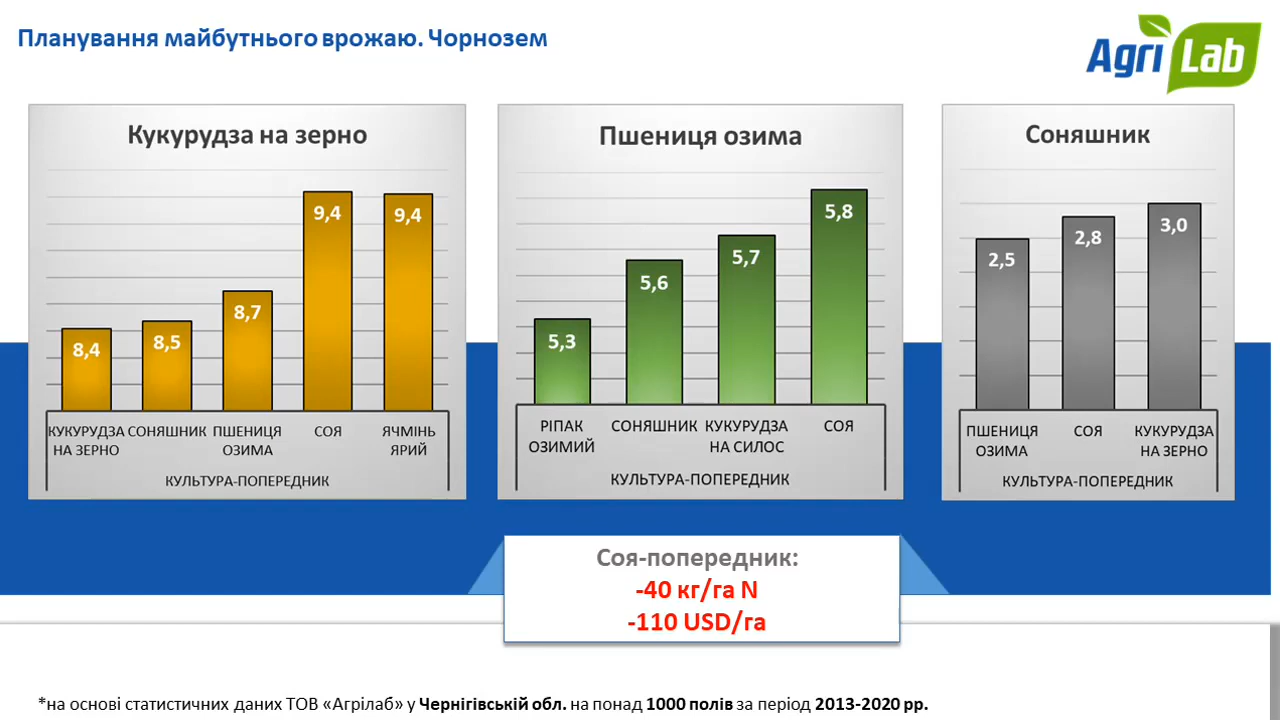 Планування майбутнього врожаю. Чорнозем
Agri Lab
Кукурудза на зерно
8,4
8,5
8,7
9,4
9,4
КУКУРУДЗА НА ЗЕРНО
СОНЯШНИК
ПШЕНИЦЯ ОЗИМА
СОЯ
ЯЧМІНЬ ЯРИЙ
КУЛЬТУРА-ПОПЕРЕДНИК
Пшениця озима
5,3
5,6
5,7
5,8
РІПАК ОЗИМИЙ
СОНЯШНИК
КУКУРУДЗА НА СИЛОС
СОЯ
КУЛЬТУРА-ПОПЕРЕДНИК
Соняшник
2,5
2,8
3,0
ПШЕНИЦЯ ОЗИМА
СОЯ
КУКУРУДЗА НА ЗЕРНО
КУЛЬТУРА-ПОПЕРЕДНИК
Соя-попередник:
-40 кг/га N
-110 USD/га
*на основі статистичних даних ТОВ «Агрілаб» у Чернігівській обл. на понад 1000 полів за період 2013-2020 рр.